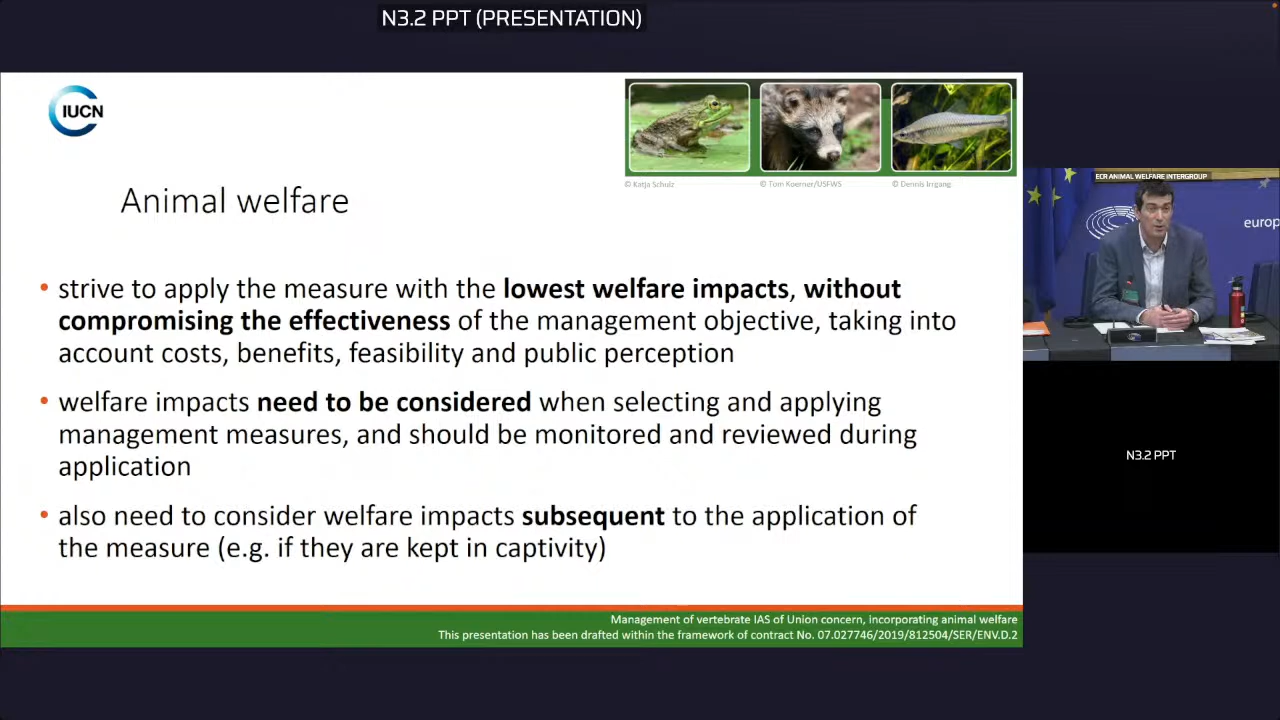 N3.2 PPT (PRESENTATION)
IUCN
© Katja Schulz
© Tom Koerner/USFWS
© Dennis Irrgang
Animal welfare
• strive to apply the measure with the lowest welfare impacts, without
compromising the effectiveness of the management objective, taking into
account costs, benefits, feasibility and public perception
• welfare impacts need to be considered when selecting and applying
management measures, and should be monitored and reviewed during
application
• also need to consider welfare impacts subsequent to the application of
the measure (e.g. if they are kept in captivity)
Management of vertebrate IAS of Union concern, incorporating animal welfare
This presentation has been drafted within the framework of contract No. 07.027746/2019/812504/SER/ENV.D.2
ECR ANIMAL WELFARE INTERGROUP
europ
N3.2 PPT